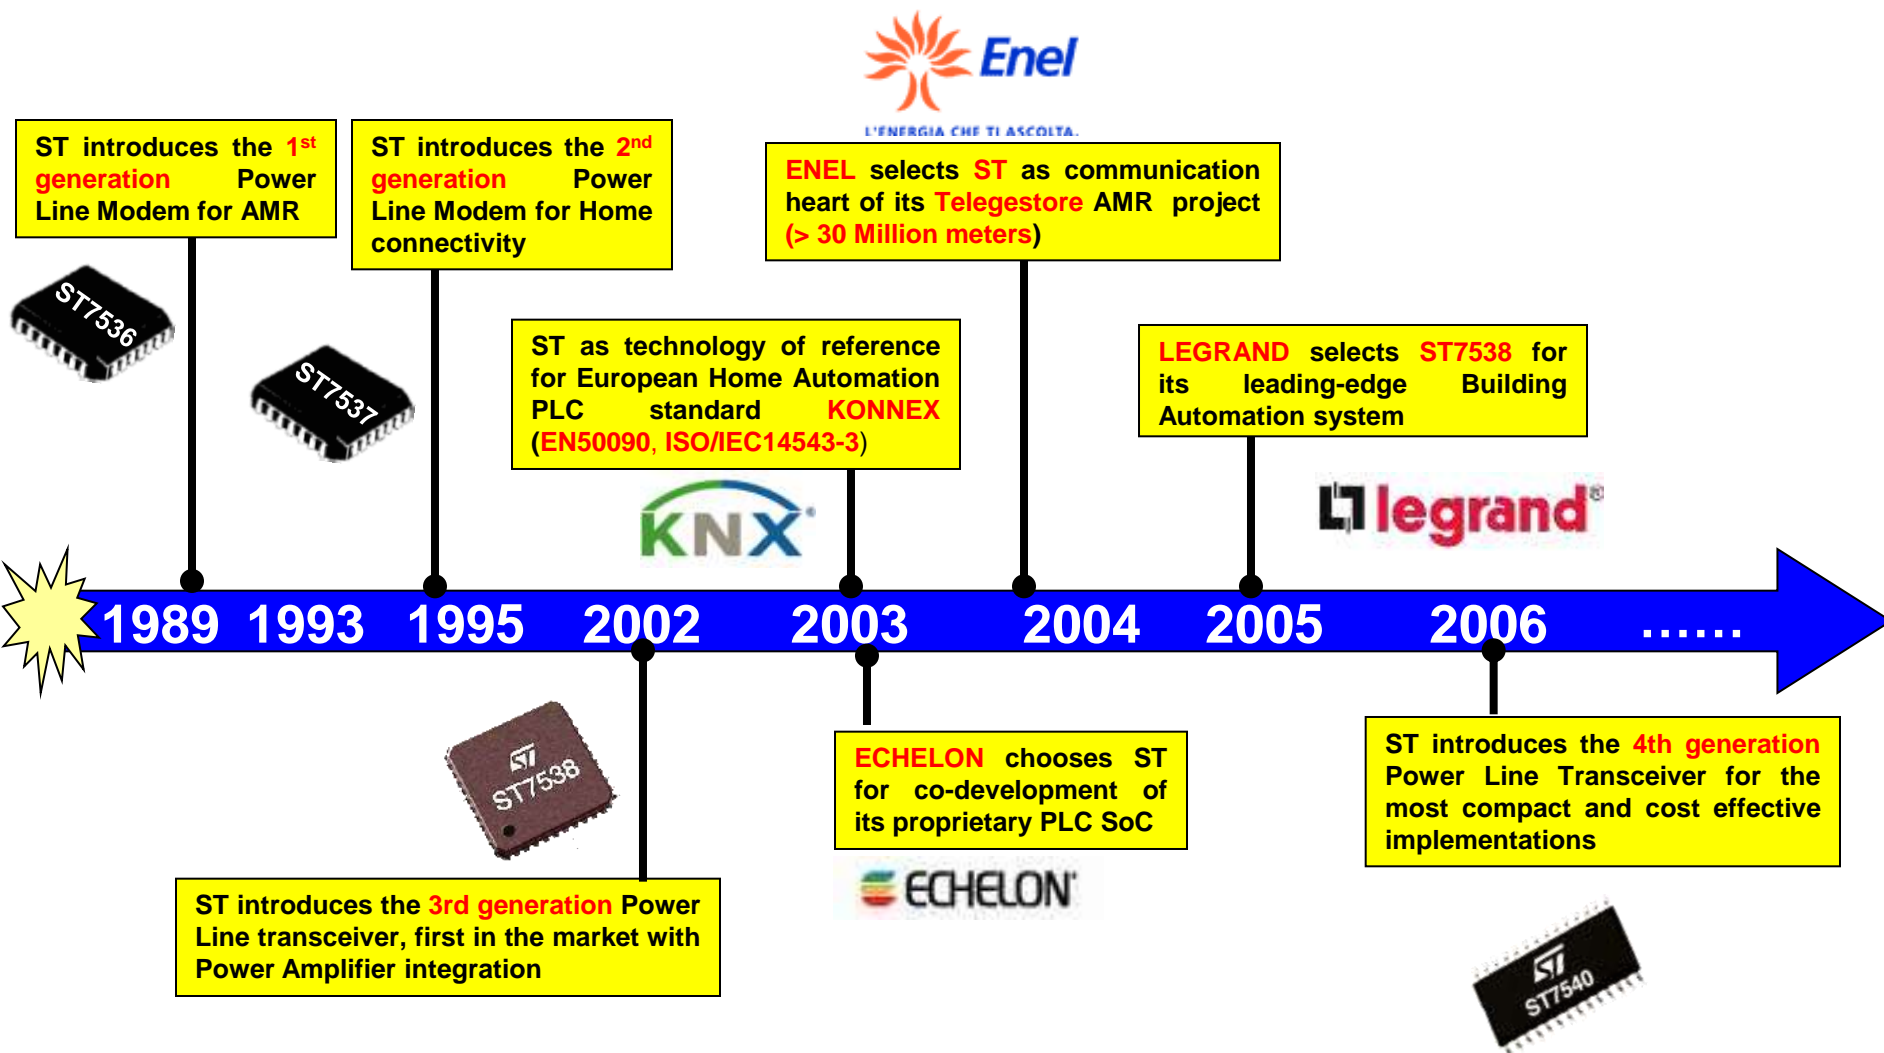 Enel
L'ENERGIA CHE TI ASCOLTA.
ST introduces the 1st
generation Power
Line Modem for AMR
ST introduces the 2nd
generation Power
Line Modem for Home
connectivity
ENEL selects ST as communication
heart of its Telegestore AMR project
(> 30 Million meters)
ST7536
ST7537
ST as technology of reference
for European Home Automation
PLC standard KONNEX
(EN50090, ISO/IEC14543-3)
LEGRAND selects ST7538 for
its leading-edge Building
Automation system
KNX®
legrand®
1989 1993 1995 2002 2003 2004 2005 2006 ......
ST
ST7538
ECHELON chooses ST
for co-development of
its proprietary PLC SoC
ECHELON
ST introduces the 4th generation
Power Line Transceiver for the
most compact and cost effective
implementations
ST introduces the 3rd generation Power
Line transceiver, first in the market with
Power Amplifier integration
ST
ST7540